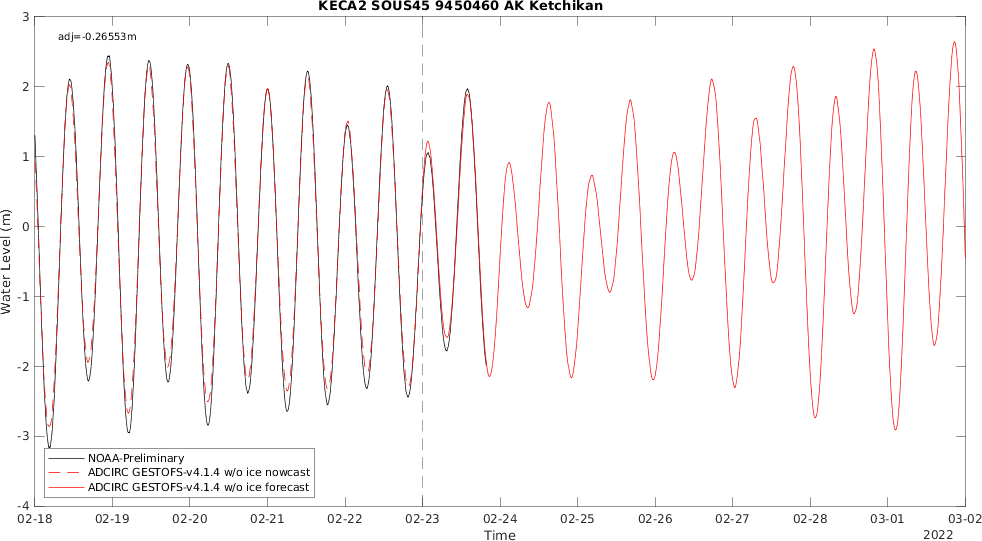 KECA2 SOUS45 9450460 AK Ketchikan
adj=-0.26553m
3
2
1
0
-1
-2
-3
-4
Water Level (m)
NOAA-Preliminary
ADCIRC GESTOFS-v4.1.4 w/o ice nowcast
ADCIRC GESTOFS-v4.1.4 w/o ice forecast
02-18 02-19 02-20 02-21 02-22 02-23 02-24 02-25 02-26 02-27 02-28 03-01 03-02
Time
2022